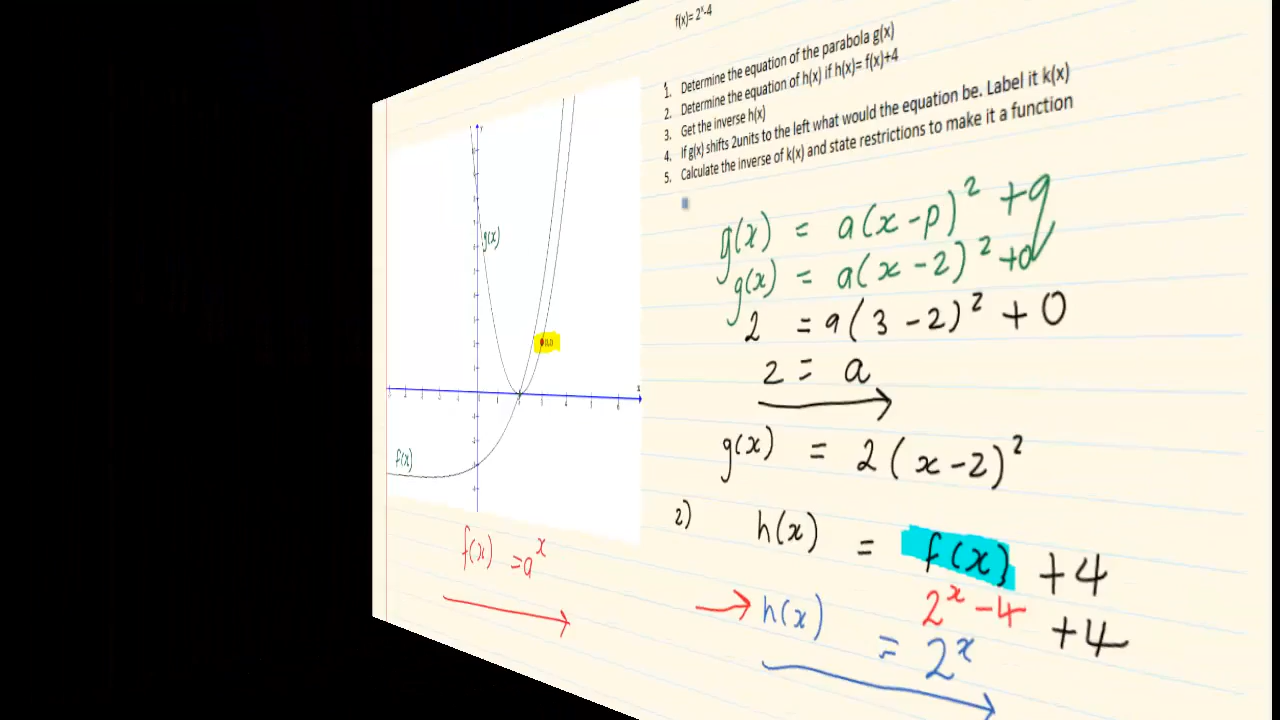 f(x)= 2ˣ-4
1. Determine the equation of the parabola g(x)
2. Determine the equation of h(x) if h(x)= f(x)+4
3. Get the inverse h(x)
4. If g(x) shifts 2units to the left what would the equation be. Label it k(x)
5. Calculate the inverse of k(x) and state restrictions to make it a function
g(x)
f(x)
f(x) = aˣ
g(x) = a(x-p)² +q
g(x) = a(x-2)² +0
2 = a(3-2)² + 0
2 = a
g(x) = 2(x-2)²
2) h(x) = f(x) +4
2ˣ -4 +4
h(x) = 2ˣ